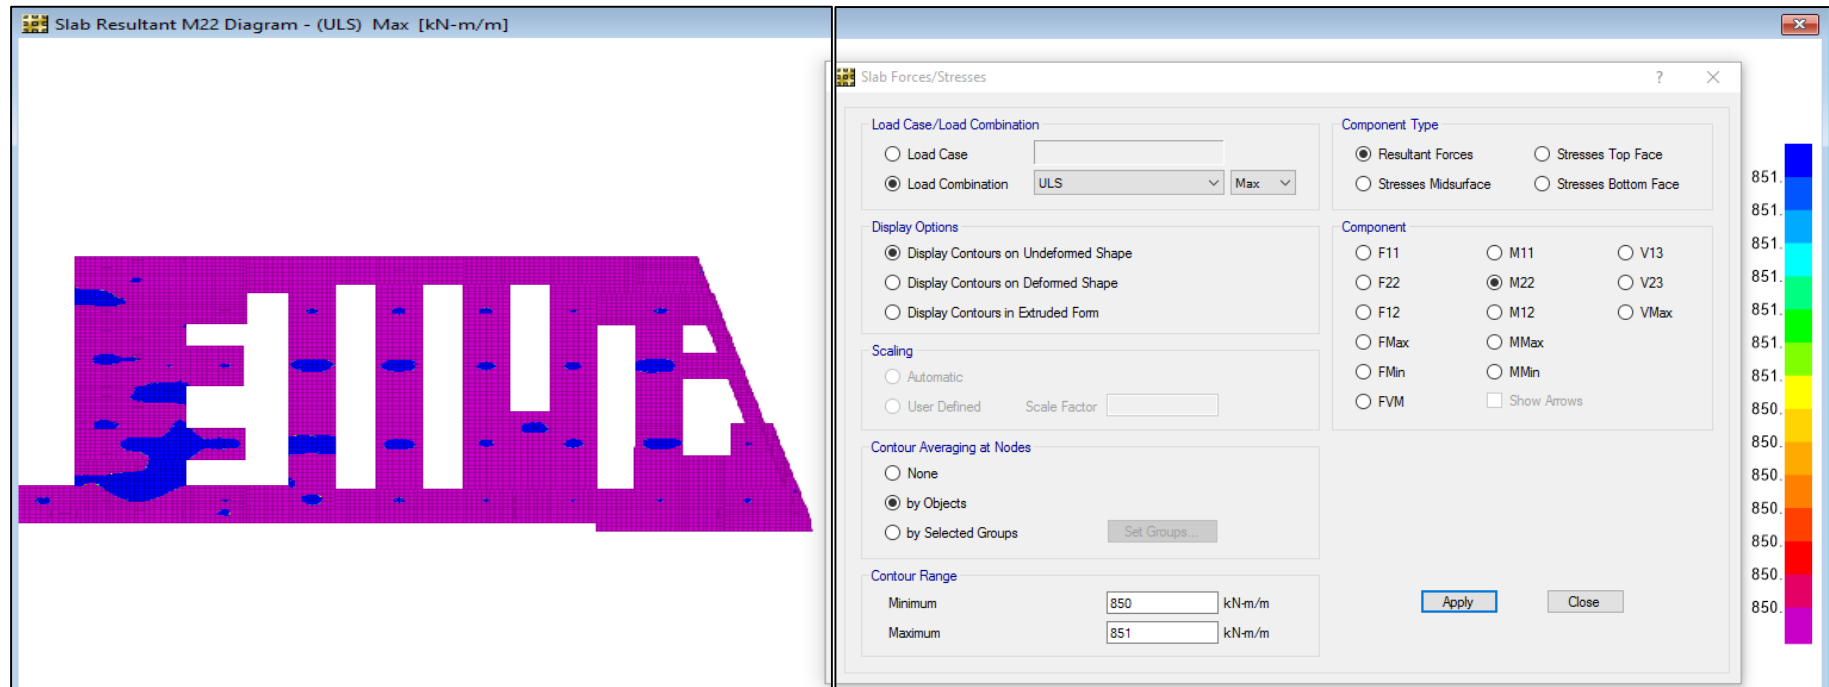 Slab Resultant M22 Diagram - (ULS) Max [kN-m/m]
Slab Forces/Stresses
?
Load Case/Load Combination
Load Case
Load Combination ULS Max
Display Options
Display Contours on Undeformed Shape
Display Contours on Deformed Shape
Display Contours in Extruded Form
Scaling
Automatic
User Defined Scale Factor
Contour Averaging at Nodes
None
by Objects
by Selected Groups Set Groups...
Contour Range
Minimum 850 kN-m/m
Maximum 851 kN-m/m
Component Type
Resultant Forces Stresses Top Face
Stresses Midsurface Stresses Bottom Face
Component
F11 M11 V13
F22 M22 V23
F12 M12 VMax
FMax MMax
FMin MMin
FVM Show Arrows
Apply Close
851.
851.
851.
851.
851.
851.
851.
850.
850.
850.
850.
850.
850.
850.